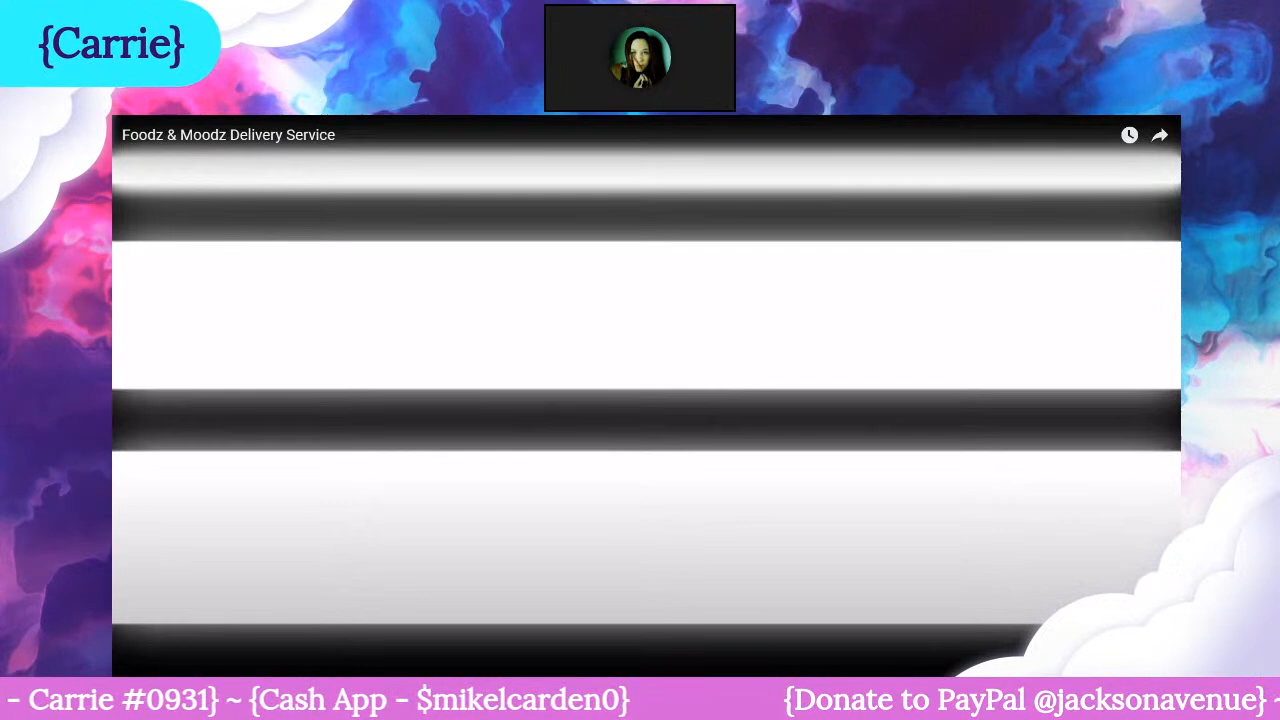 {Carrie}
Foodz & Moodz Delivery Service
- Carrie #0931} ~ {Cash App - $mikelcarden0}
{Donate to PayPal @jacksonavenue} ~